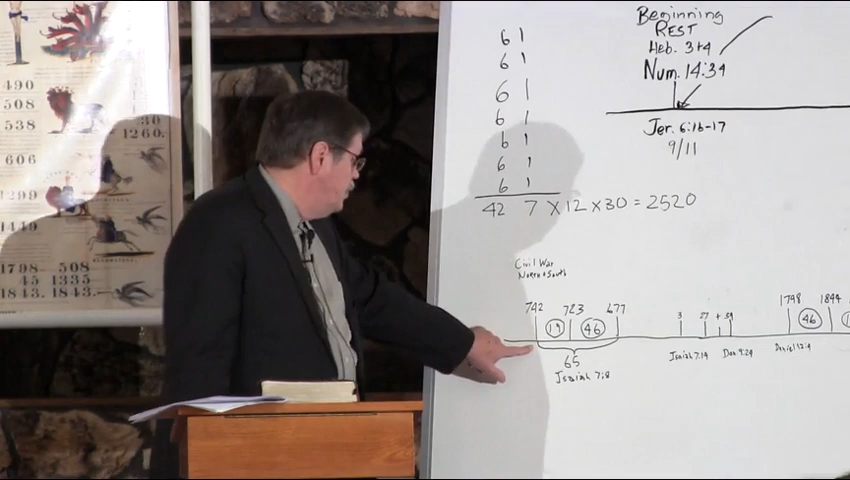 490
508
538
30
1260.
606
1299
1449
1798 - 508
45 1335
1843. 1843.
6 1
6 1
6 1
6 1
6 1
6 1
6 1
42 7 X 12 X 30 = 2520
Beginning
REST
Heb. 3+4
Num. 14:34
Jer. 6:16-17
9/11
Civil War
North + South
742 723 677
19 46
65
Isaiah 7:8
3 27 + 34
Isaiah 7:14 Dan 9:24
1798 1844
46
Daniel 12:4